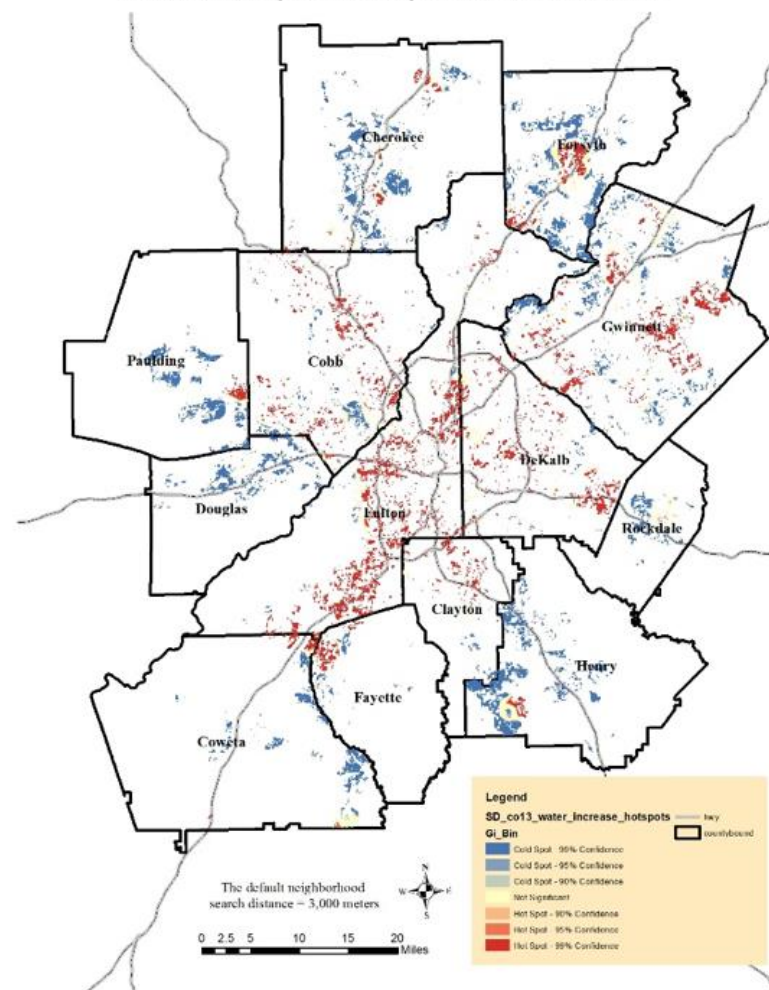 Cherokee
Forsyth
Gwinnett
Paulding
Cobb
DeKalb
Douglas
Fulton
Rockdale
Clayton
Henry
Fayette
Coweta
Legend
SD_co13_water_increase_hotspots
hwy
Gi_Bin
countybound
Cold Spot - 99% Confidence
Cold Spot - 95% Confidence
Cold Spot - 90% Confidence
Not Significant
Hot Spot - 90% Confidence
Hot Spot - 95% Confidence
Hot Spot - 99% Confidence
The default neighborhood
search distance = 3,000 meters
N
W E
S
0 2.5 5 10 15 20
Miles